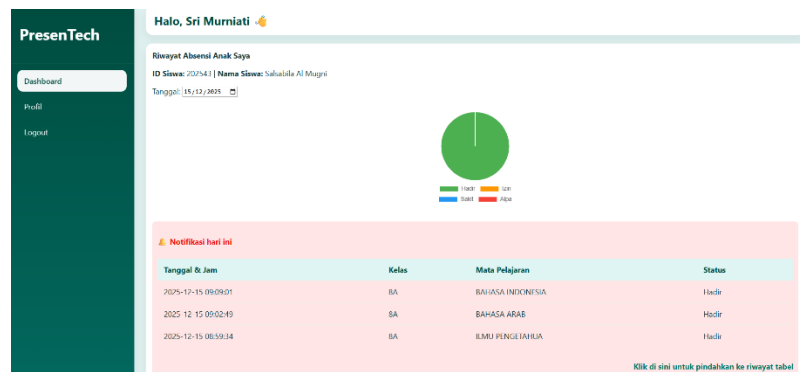 PresenTech
Dashboard
Profil
Logout
Halo, Sri Murniati
Riwayat Absensi Anak Saya
ID Siswa: 202543 | Nama Siswa: Salsabila Al Mugni
Tanggal: 15/12/2025
Hadir Izin
Sakit Alpa
Notifikasi hari ini
Tanggal & Jam Kelas Mata Pelajaran Status
2025-12-15 09:09:01 8A BAHASA INDONESIA Hadir
2025-12-15 09:02:49 8A BAHASA ARAB Hadir
2025-12-15 08:59:34 8A ILMU PENGETAHUA Hadir
Klik di sini untuk pindahkan ke riwayat tabel